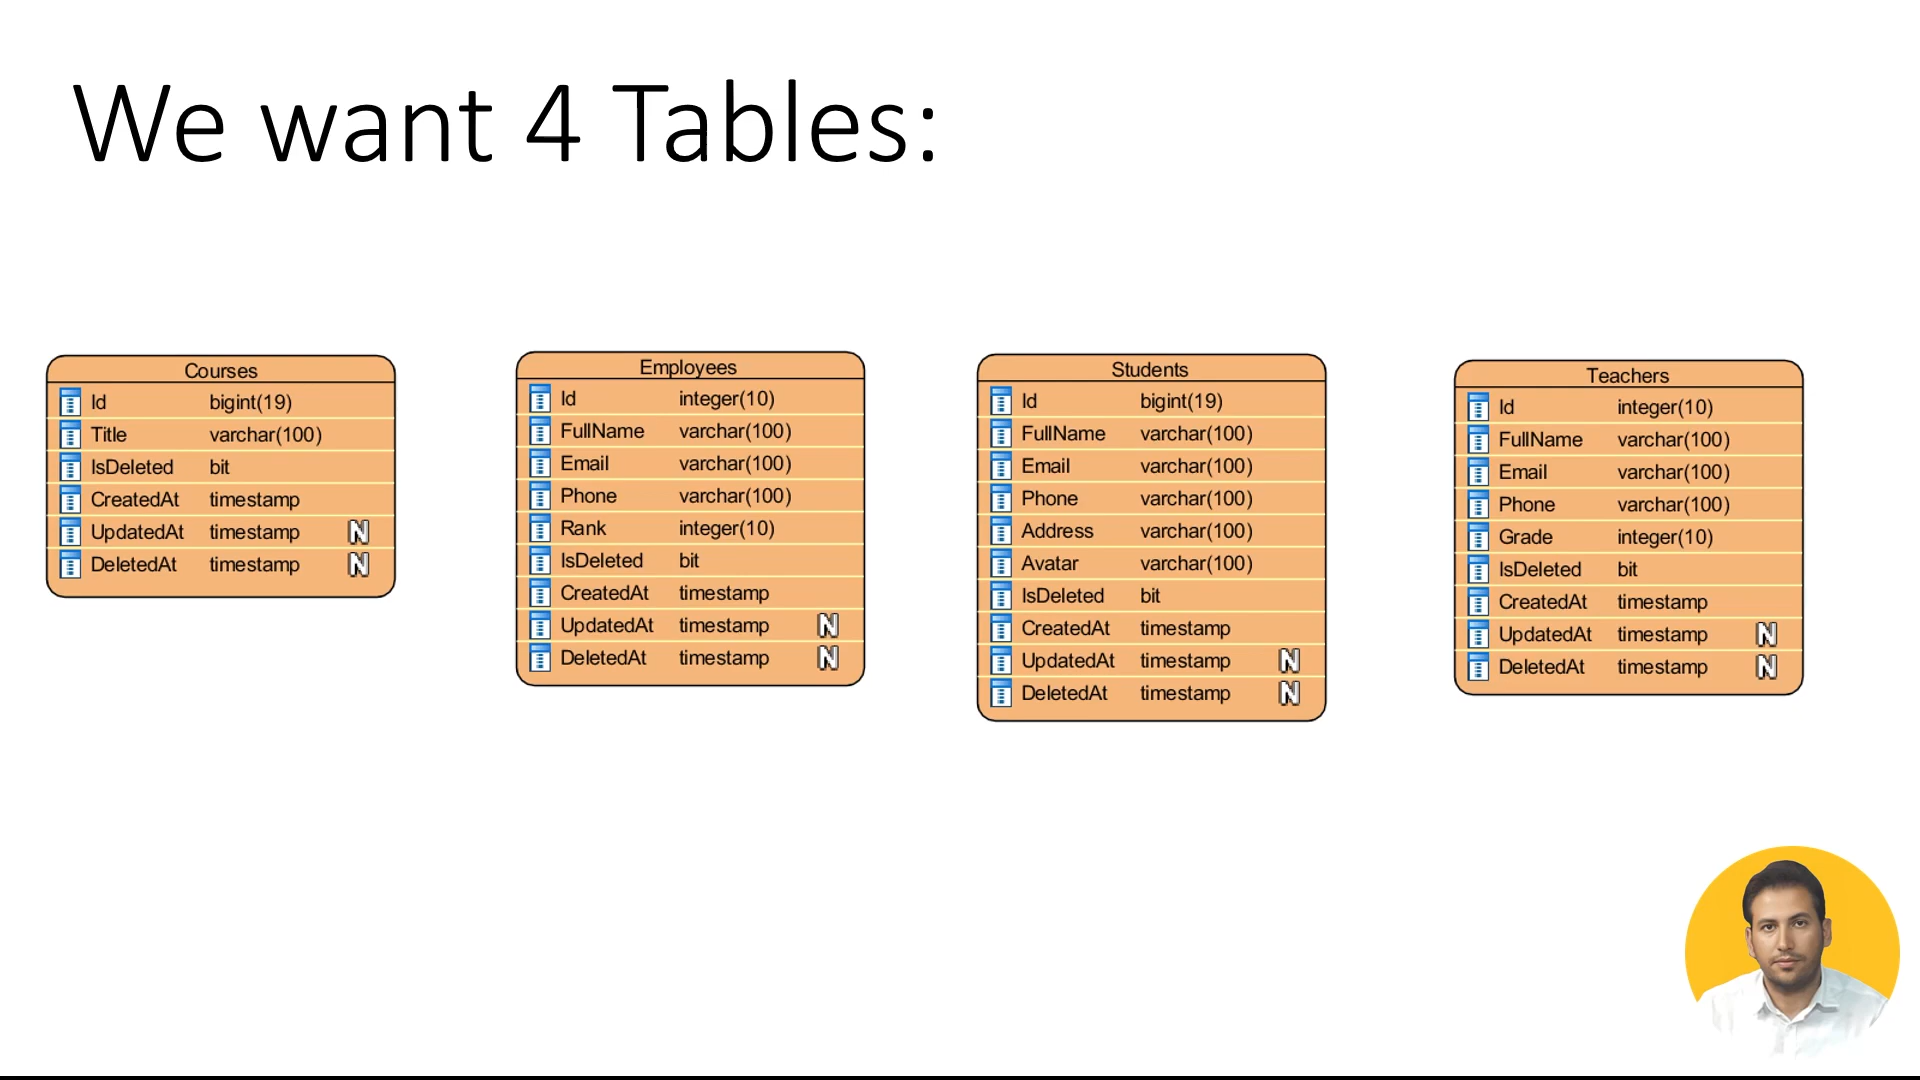 We want 4 Tables:
Courses
Id bigint(19)
Title varchar(100)
IsDeleted bit
CreatedAt timestamp
UpdatedAt timestamp N
DeletedAt timestamp N
Employees
Id integer(10)
FullName varchar(100)
Email varchar(100)
Phone varchar(100)
Rank integer(10)
IsDeleted bit
CreatedAt timestamp
UpdatedAt timestamp N
DeletedAt timestamp N
Students
Id bigint(19)
FullName varchar(100)
Email varchar(100)
Phone varchar(100)
Address varchar(100)
Avatar varchar(100)
IsDeleted bit
CreatedAt timestamp
UpdatedAt timestamp N
DeletedAt timestamp N
Teachers
Id integer(10)
FullName varchar(100)
Email varchar(100)
Phone varchar(100)
Grade integer(10)
IsDeleted bit
CreatedAt timestamp
UpdatedAt timestamp N
DeletedAt timestamp N